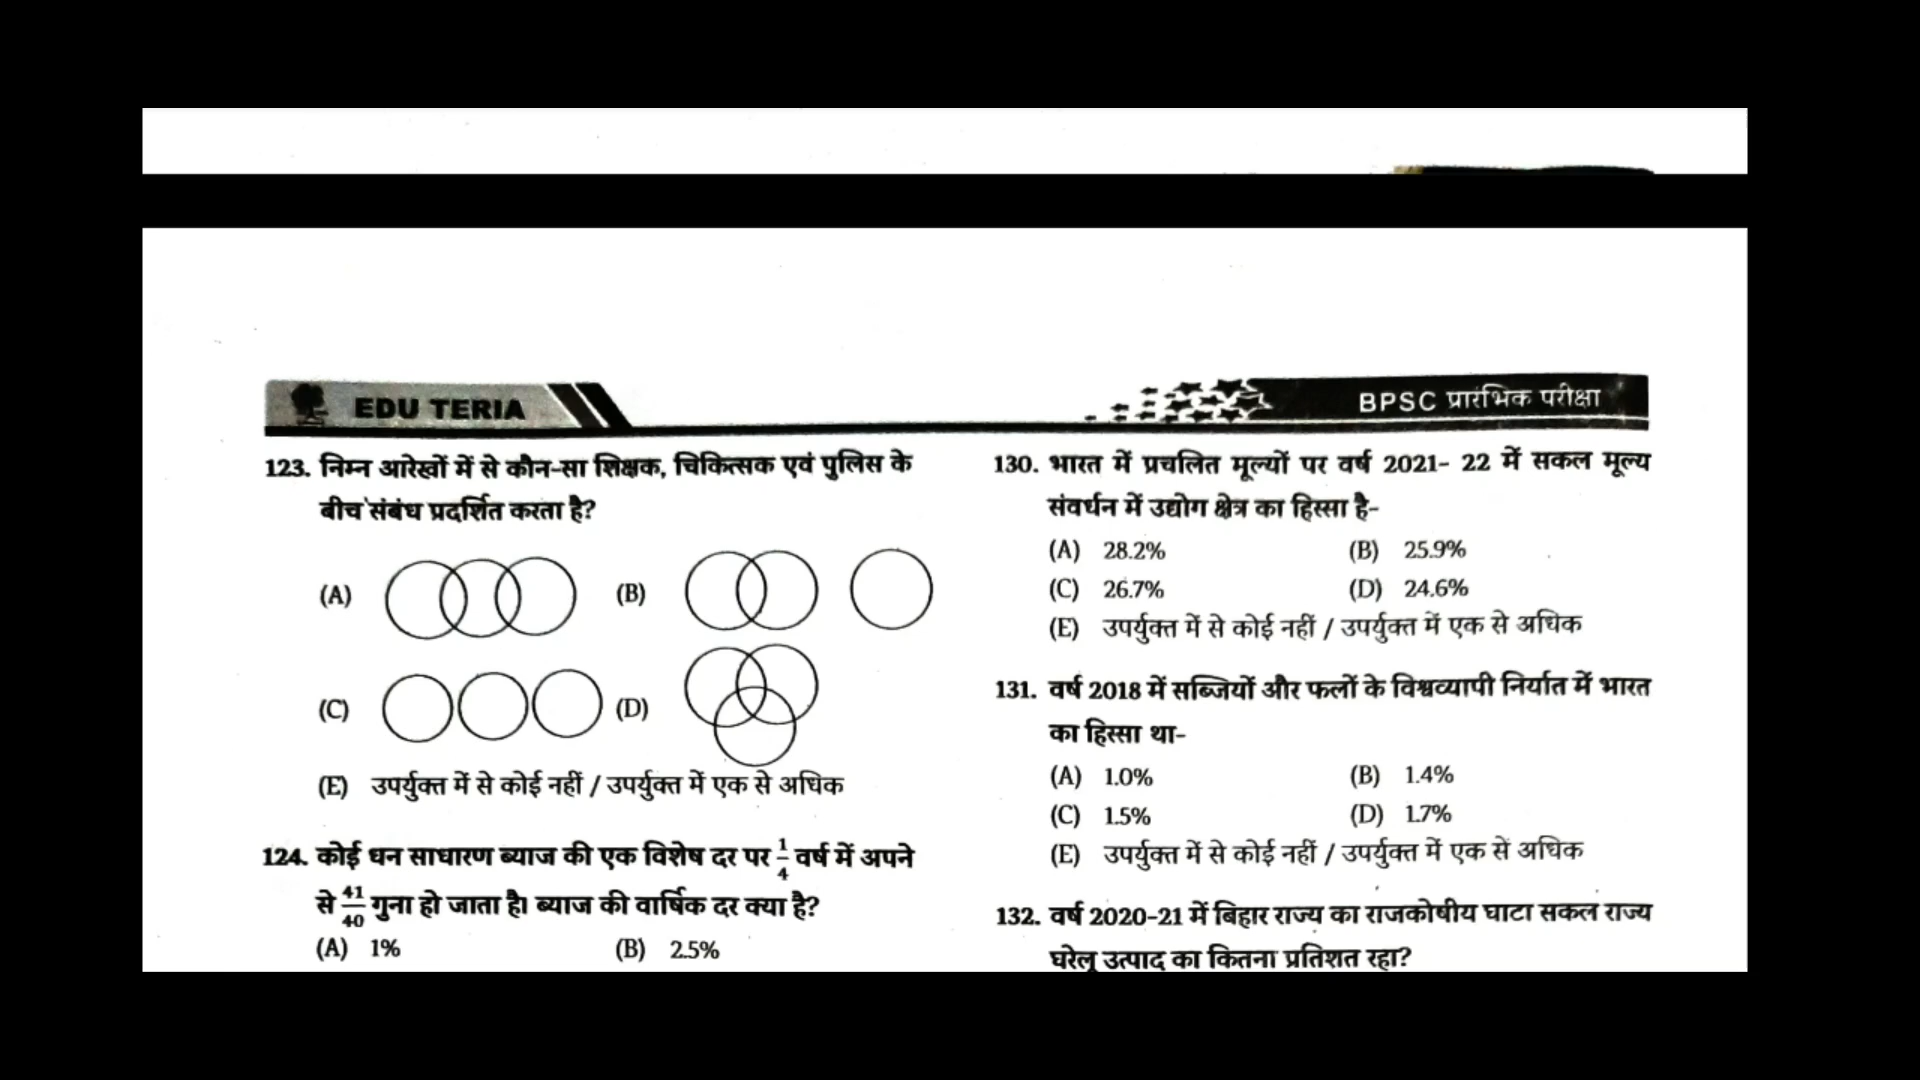 EDU TERIA
BPSC प्रारंभिक परीक्षा
123. निम्न आरेखों में से कौन-सा शिक्षक, चिकित्सक एवं पुलिस के
बीच संबंध प्रदर्शित करता है?
(A) (B)
(C) (D)
(E) उपर्युक्त में से कोई नहीं / उपर्युक्त में एक से अधिक
124. कोई धन साधारण ब्याज की एक विशेष दर पर 1/4 वर्ष में अपने
से 41/40 गुना हो जाता है। ब्याज की वार्षिक दर क्या है?
(A) 1% (B) 2.5%
130. भारत में प्रचलित मूल्यों पर वर्ष 2021- 22 में सकल मूल्य
संवर्धन में उद्योग क्षेत्र का हिस्सा है-
(A) 28.2% (B) 25.9%
(C) 26.7% (D) 24.6%
(E) उपर्युक्त में से कोई नहीं / उपर्युक्त में एक से अधिक
131. वर्ष 2018 में सब्जियों और फलों के विश्वव्यापी निर्यात में भारत
का हिस्सा था-
(A) 1.0% (B) 1.4%
(C) 1.5% (D) 1.7%
(E) उपर्युक्त में से कोई नहीं / उपर्युक्त में एक से अधिक
132. वर्ष 2020-21 में बिहार राज्य का राजकोषीय घाटा सकल राज्य
घरेलू उत्पाद का कितना प्रतिशत रहा?